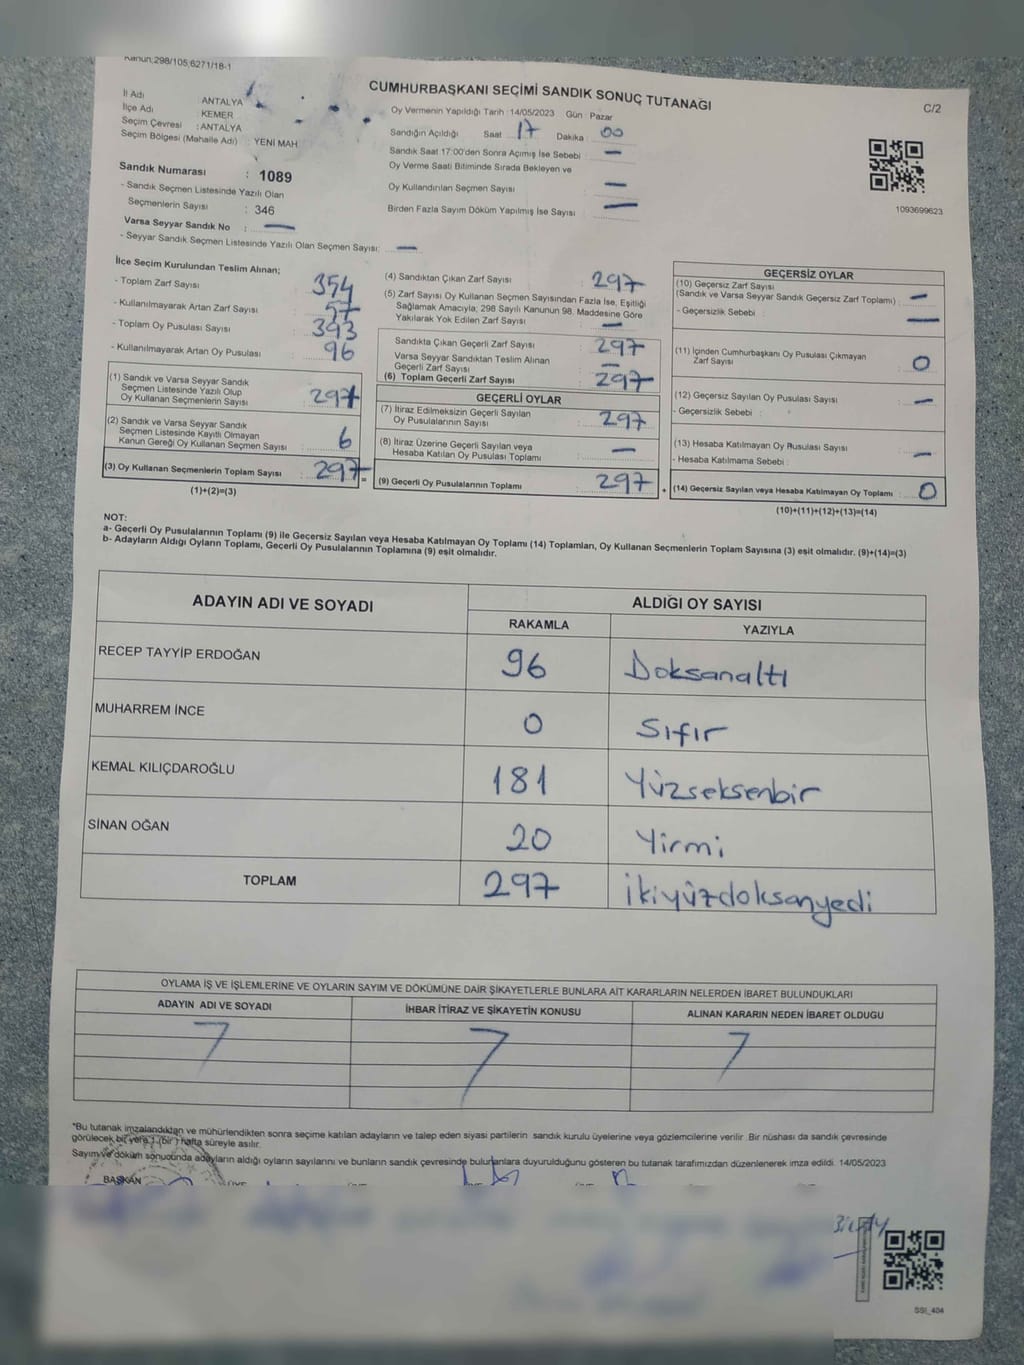 Kanun,298/105,6271/18-1
CUMHURBAŞKANI SEÇİMİ SANDIK SONUÇ TUTANAĞI
C/2
İl Adı : ANTALYA
İlçe Adı : KEMER
Seçim Çevresi : ANTALYA
Seçim Bölgesi (Mahalle Adı) : YENİ MAH
Oy Vermenin Yapıldığı Tarih : 14/05/2023 Gün : Pazar
Sandığın Açıldığı Saat : 17 Dakika : 00
Sandık Saat 17:00'den Sonra Açılmış İse Sebebi : —
Oy Verme Saati Bitiminde Sırada Bekleyen ve
Oy Kullandırılan Seçmen Sayısı : —
Birden Fazla Sayım Döküm Yapılmış İse Sayısı : —
1093699623
Sandık Numarası : 1089
- Sandık Seçmen Listesinde Yazılı Olan
Seçmenlerin Sayısı : 346
Varsa Seyyar Sandık No : —
- Seyyar Sandık Seçmen Listesinde Yazılı Olan Seçmen Sayısı: —
İlçe Seçim Kurulundan Teslim Alınan;
- Toplam Zarf Sayısı : 354
- Kullanılmayarak Artan Zarf Sayısı : 57
- Toplam Oy Pusulası Sayısı : 393
- Kullanılmayarak Artan Oy Pusulası : 96
(1) Sandık ve Varsa Seyyar Sandık
Seçmen Listesinde Yazılı Olup
Oy Kullanan Seçmenlerin Sayısı : 297
(2) Sandık ve Varsa Seyyar Sandık
Seçmen Listesinde Kayıtlı Olmayan
Kanun Gereği Oy Kullanan Seçmen Sayısı : 6
(3) Oy Kullanan Seçmenlerin Toplam Sayısı : 297
(1)+(2)=(3)
(4) Sandıktan Çıkan Zarf Sayısı : 297
(5) Zarf Sayısı Oy Kullanan Seçmen Sayısından Fazla İse, Eşitliği
Sağlamak Amacıyla, 298 Sayılı Kanunun 98. Maddesine Göre
Yakılarak Yok Edilen Zarf Sayısı : —
Sandıkta Çıkan Geçerli Zarf Sayısı : 297
Varsa Seyyar Sandıktan Teslim Alınan
Geçerli Zarf Sayısı : —
(6) Toplam Geçerli Zarf Sayısı : 297
GEÇERLİ OYLAR
(7) İtiraz Edilmeksizin Geçerli Sayılan
Oy Pusulalarının Sayısı : 297
(8) İtiraz Üzerine Geçerli Sayılan veya
Hesaba Katılan Oy Pusulası Toplamı : —
(9) Geçerli Oy Pusulalarının Toplamı : 297
GEÇERSİZ OYLAR
(10) Geçersiz Zarf Sayısı
(Sandık ve Varsa Seyyar Sandık Geçersiz Zarf Toplamı) : —
- Geçersizlik Sebebi : —
(11) İçinden Cumhurbaşkanı Oy Pusulası Çıkmayan
Zarf Sayısı : 0
(12) Geçersiz Sayılan Oy Pusulası Sayısı : —
- Geçersizlik Sebebi :
(13) Hesaba Katılmayan Oy Pusulası Sayısı : —
- Hesaba Katılmama Sebebi :
(14) Geçersiz Sayılan veya Hesaba Katılmayan Oy Toplamı : 0
(10)+(11)+(12)+(13)=(14)
NOT:
a- Geçerli Oy Pusulalarının Toplamı (9) ile Geçersiz Sayılan veya Hesaba Katılmayan Oy Toplamı (14) Toplamları, Oy Kullanan Seçmenlerin Toplam Sayısına (3) eşit olmalıdır. (9)+(14)=(3)
b- Adayların Aldığı Oyların Toplamı, Geçerli Oy Pusulalarının Toplamına (9) eşit olmalıdır.
ADAYIN ADI VE SOYADI ALDIĞI OY SAYISI
RAKAMLA YAZIYLA
RECEP TAYYİP ERDOĞAN 96 Doksanaltı
MUHARREM İNCE 0 Sıfır
KEMAL KILIÇDAROĞLU 181 Yüzseksenbir
SİNAN OĞAN 20 Yirmi
TOPLAM 297 İkiyüzdoksanyedi
OYLAMA İŞ VE İŞLEMLERİNE VE OYLARIN SAYIM VE DÖKÜMÜNE DAİR ŞİKAYETLERLE BUNLARA AİT KARARLARIN NELERDEN İBARET BULUNDUKLARI
ADAYIN ADI VE SOYADI İHBAR İTİRAZ VE ŞİKAYETİN KONUSU ALINAN KARARIN NEDEN İBARET OLDUĞU
*Bu tutanak imzalandıktan ve mühürlendikten sonra seçime katılan adayların ve talep eden siyasi partilerin sandık kurulu üyelerine veya gözlemcilerine verilir. Bir nüshası da sandık çevresinde
görülecek bir yere 1 (bir) hafta süreyle asılır.
Sayım ve döküm sonucunda adayların aldığı oyların sayılarını ve bunların sandık çevresinde bulunanlara duyurulduğunu gösteren bu tutanak tarafımızdan düzenlenerek imza edildi. 14/05/2023
BAŞKAN
SSI_404